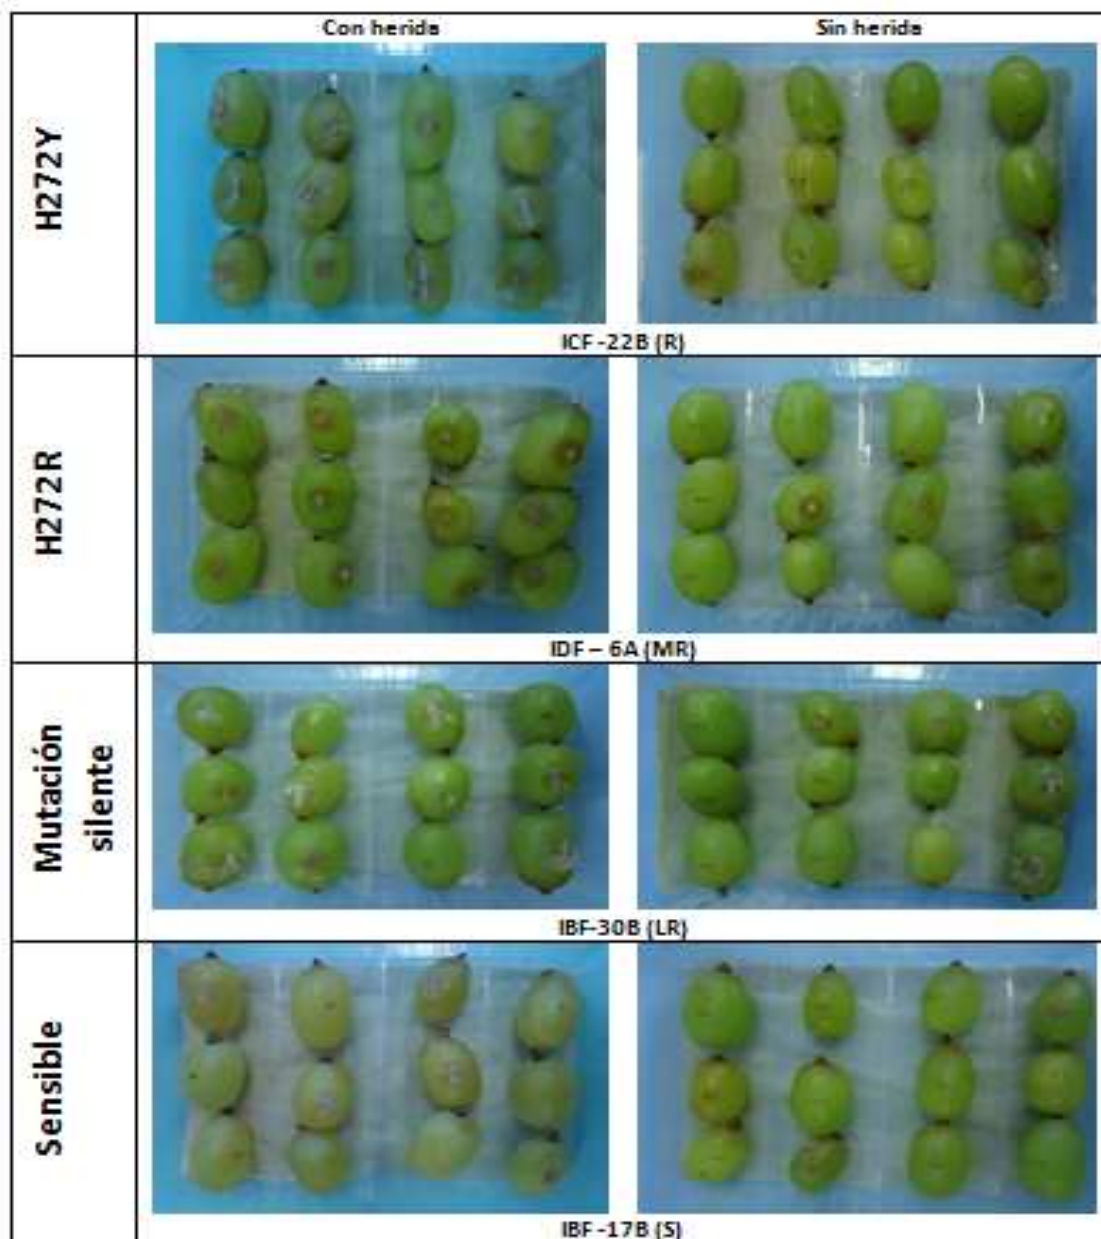 Con herida
Sin herida
H272Y
ICF -22B (R)
H272R
IDF – 6A (MR)
Mutación
silente
IBF-30B (LR)
Sensible
IBF -17B (S)